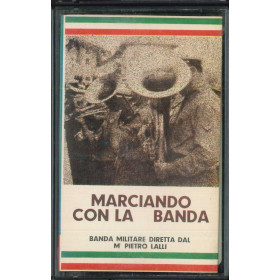 MARCIANDO
CON LA BANDA
BANDA MILITARE DIRETTA DAL
M° PIETRO LALLI